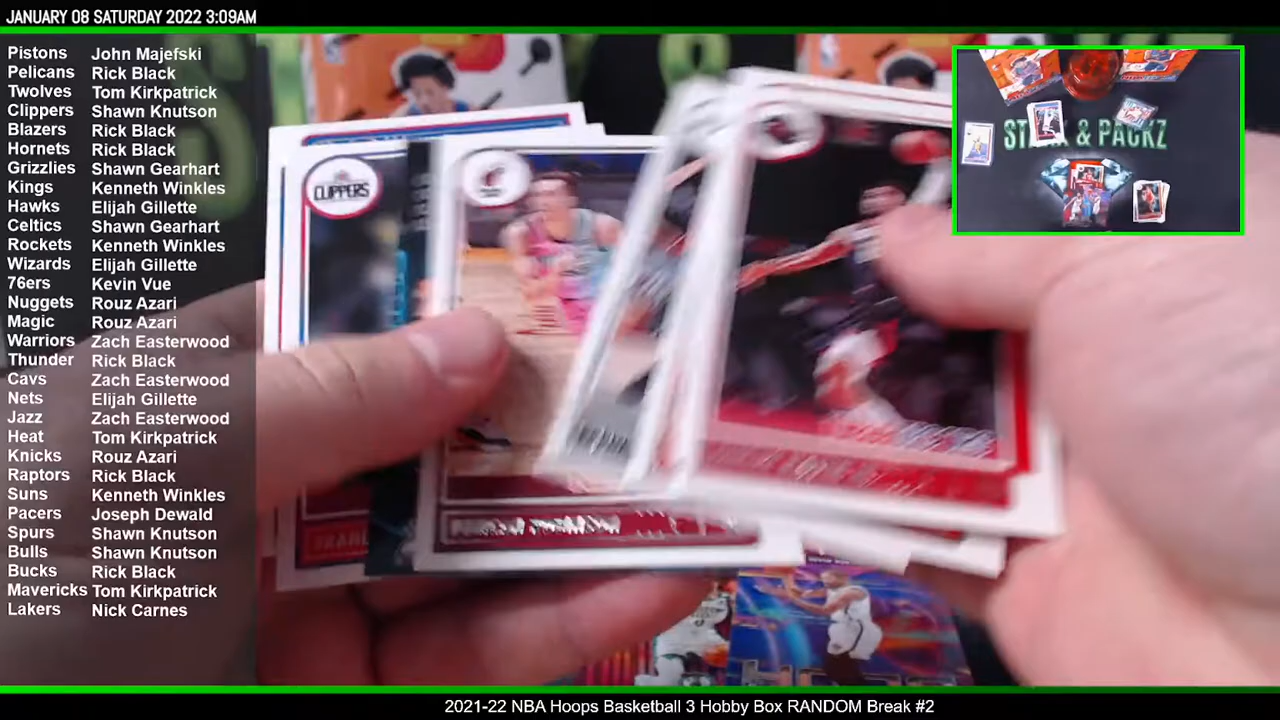 JANUARY 08 SATURDAY 2022 3:09AM
Pistons John Majefski
Pelicans Rick Black
Twolves Tom Kirkpatrick
Clippers Shawn Knutson
Blazers Rick Black
Hornets Rick Black
Grizzlies Shawn Gearhart
Kings Kenneth Winkles
Hawks Elijah Gillette
Celtics Shawn Gearhart
Rockets Kenneth Winkles
Wizards Elijah Gillette
76ers Kevin Vue
Nuggets Rouz Azari
Magic Rouz Azari
Warriors Zach Easterwood
Thunder Rick Black
Cavs Zach Easterwood
Nets Elijah Gillette
Jazz Zach Easterwood
Heat Tom Kirkpatrick
Knicks Rouz Azari
Raptors Rick Black
Suns Kenneth Winkles
Pacers Joseph Dewald
Spurs Shawn Knutson
Bulls Shawn Knutson
Bucks Rick Black
Mavericks Tom Kirkpatrick
Lakers Nick Carnes
CLIPPERS
& PACKZ
2021-22 NBA Hoops Basketball 3 Hobby Box RANDOM Break #2